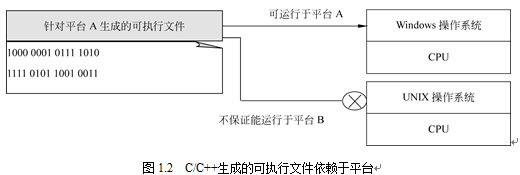 针对平台 A 生成的可执行文件
1000 0001 0111 1010
1111 0101 1001 0011
可运行于平台 A
Windows 操作系统
CPU
不保证能运行于平台 B
UNIX 操作系统
CPU
图 1.2 C/C++生成的可执行文件依赖于平台